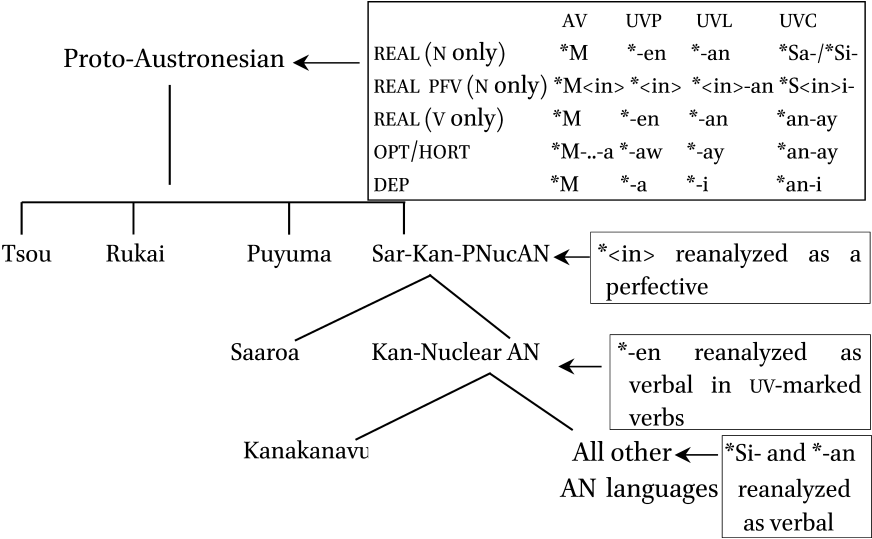 AV UVP UVL UVC
REAL (N only) *M *-en *-an *Sa-/*Si-
REAL PFV (N only) *M<in> *<in> *<in>-an *S<in>i-
REAL (V only) *M *-en *-an *an-ay
OPT/HORT *M-..-a *-aw *-ay *an-ay
DEP *M *-a *-i *an-i
Proto-Austronesian
Tsou Rukai Puyuma Sar-Kan-PNucAN
*<in> reanalyzed as a
perfective
Saaroa Kan-Nuclear AN
*-en reanalyzed as
verbal in UV-marked
verbs
Kanakanavu
All other
AN languages
*Si- and *-an
reanalyzed
as verbal